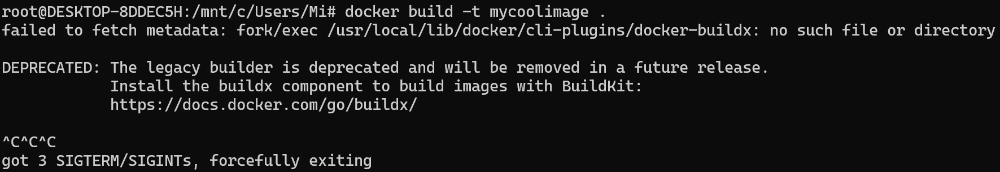 root@DESKTOP-8DDEC5H:/mnt/c/Users/Mi# docker build -t mycoolimage .
failed to fetch metadata: fork/exec /usr/local/lib/docker/cli-plugins/docker-buildx: no such file or directory
DEPRECATED: The legacy builder is deprecated and will be removed in a future release.
Install the buildx component to build images with BuildKit:
https://docs.docker.com/go/buildx/
^C^C^C
got 3 SIGTERM/SIGINTs, forcefully exiting